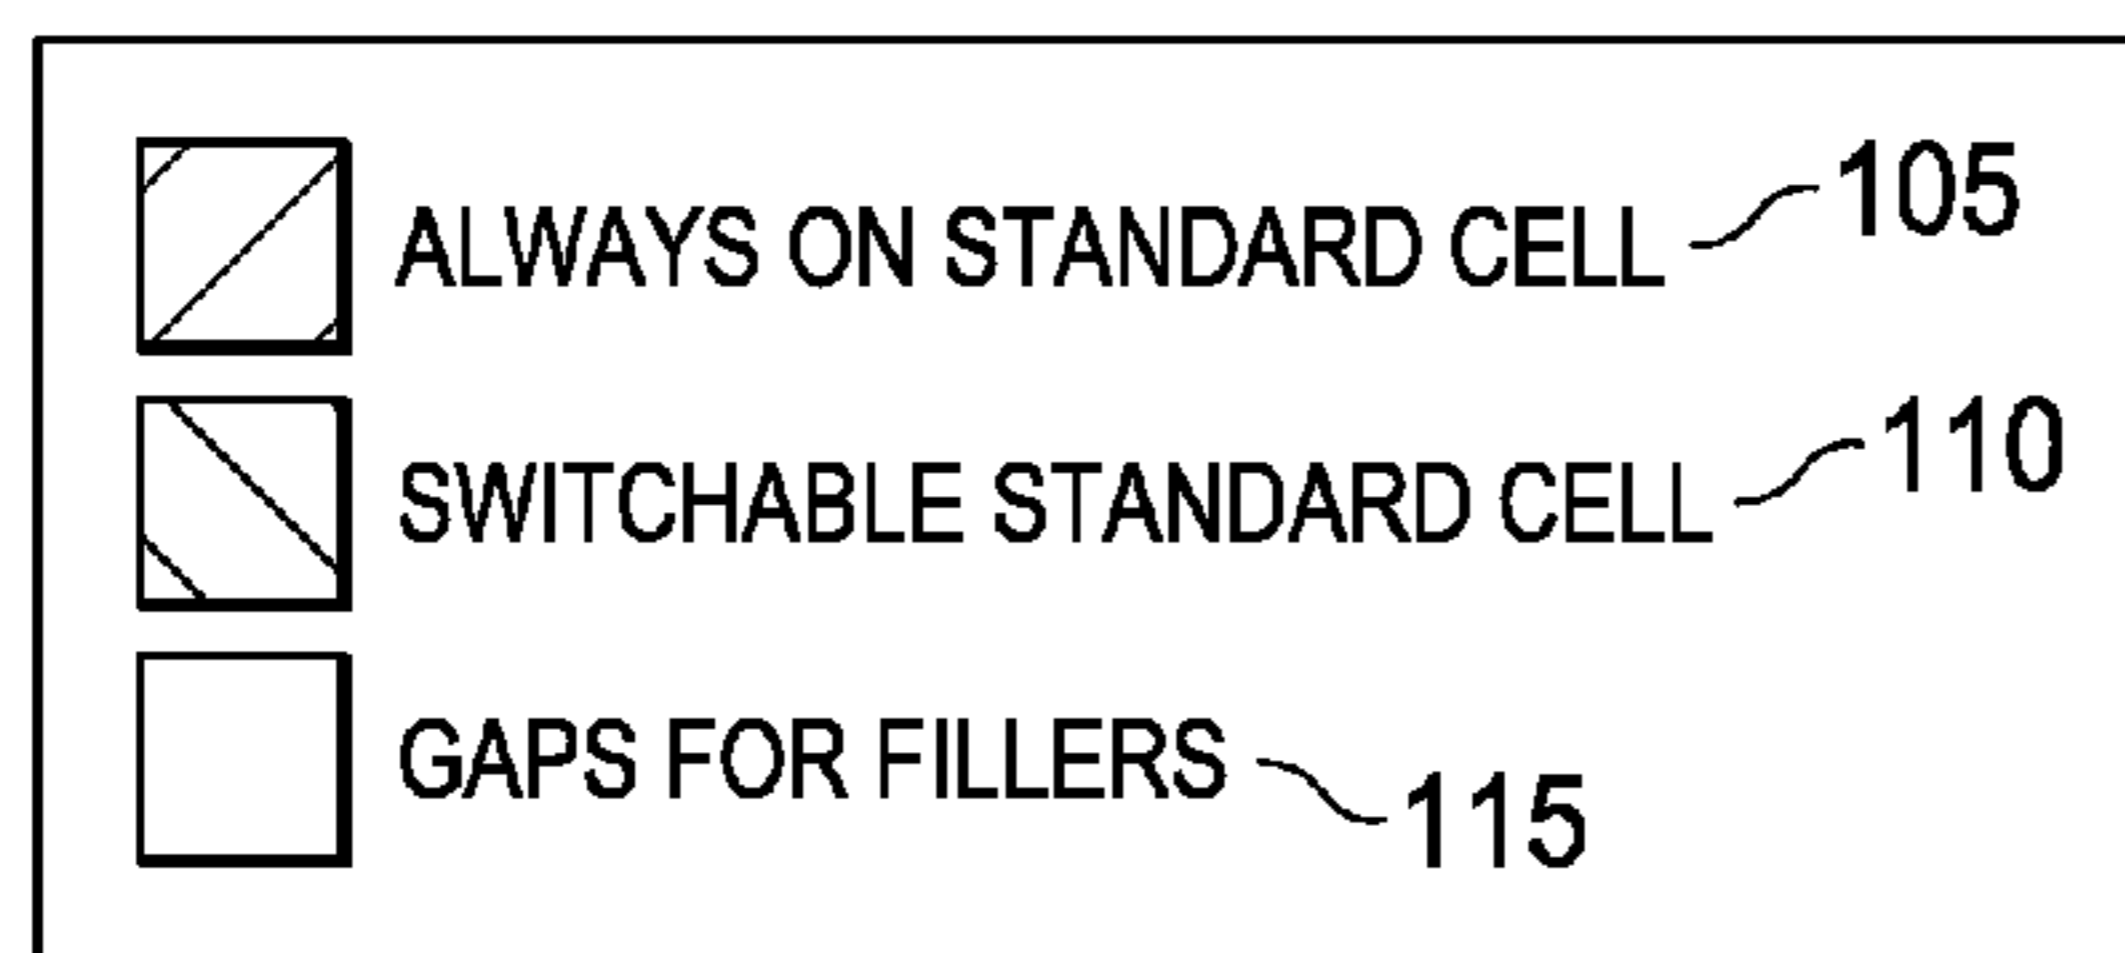 ALWAYS ON STANDARD CELL 105
SWITCHABLE STANDARD CELL 110
GAPS FOR FILLERS 115